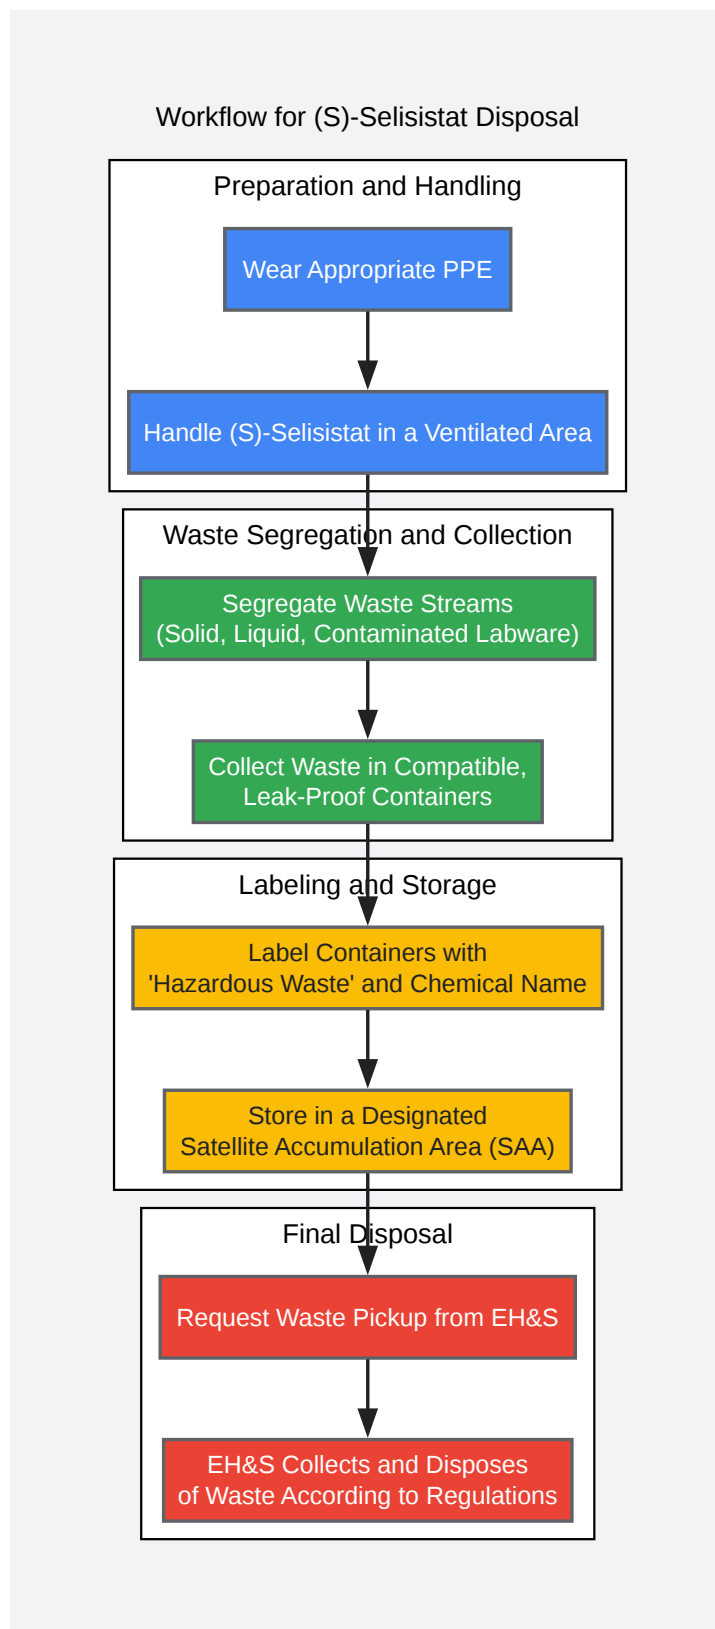 Workflow for (S)-Selisistat Disposal
Preparation and Handling
Wear Appropriate PPE
Handle (S)-Selisistat in a Ventilated Area
Waste Segregation and Collection
Segregate Waste Streams
(Solid, Liquid, Contaminated Labware)
Collect Waste in Compatible,
Leak-Proof Containers
Labeling and Storage
Label Containers with
'Hazardous Waste' and Chemical Name
Store in a Designated
Satellite Accumulation Area (SAA)
Final Disposal
Request Waste Pickup from EH&S
EH&S Collects and Disposes
of Waste According to Regulations